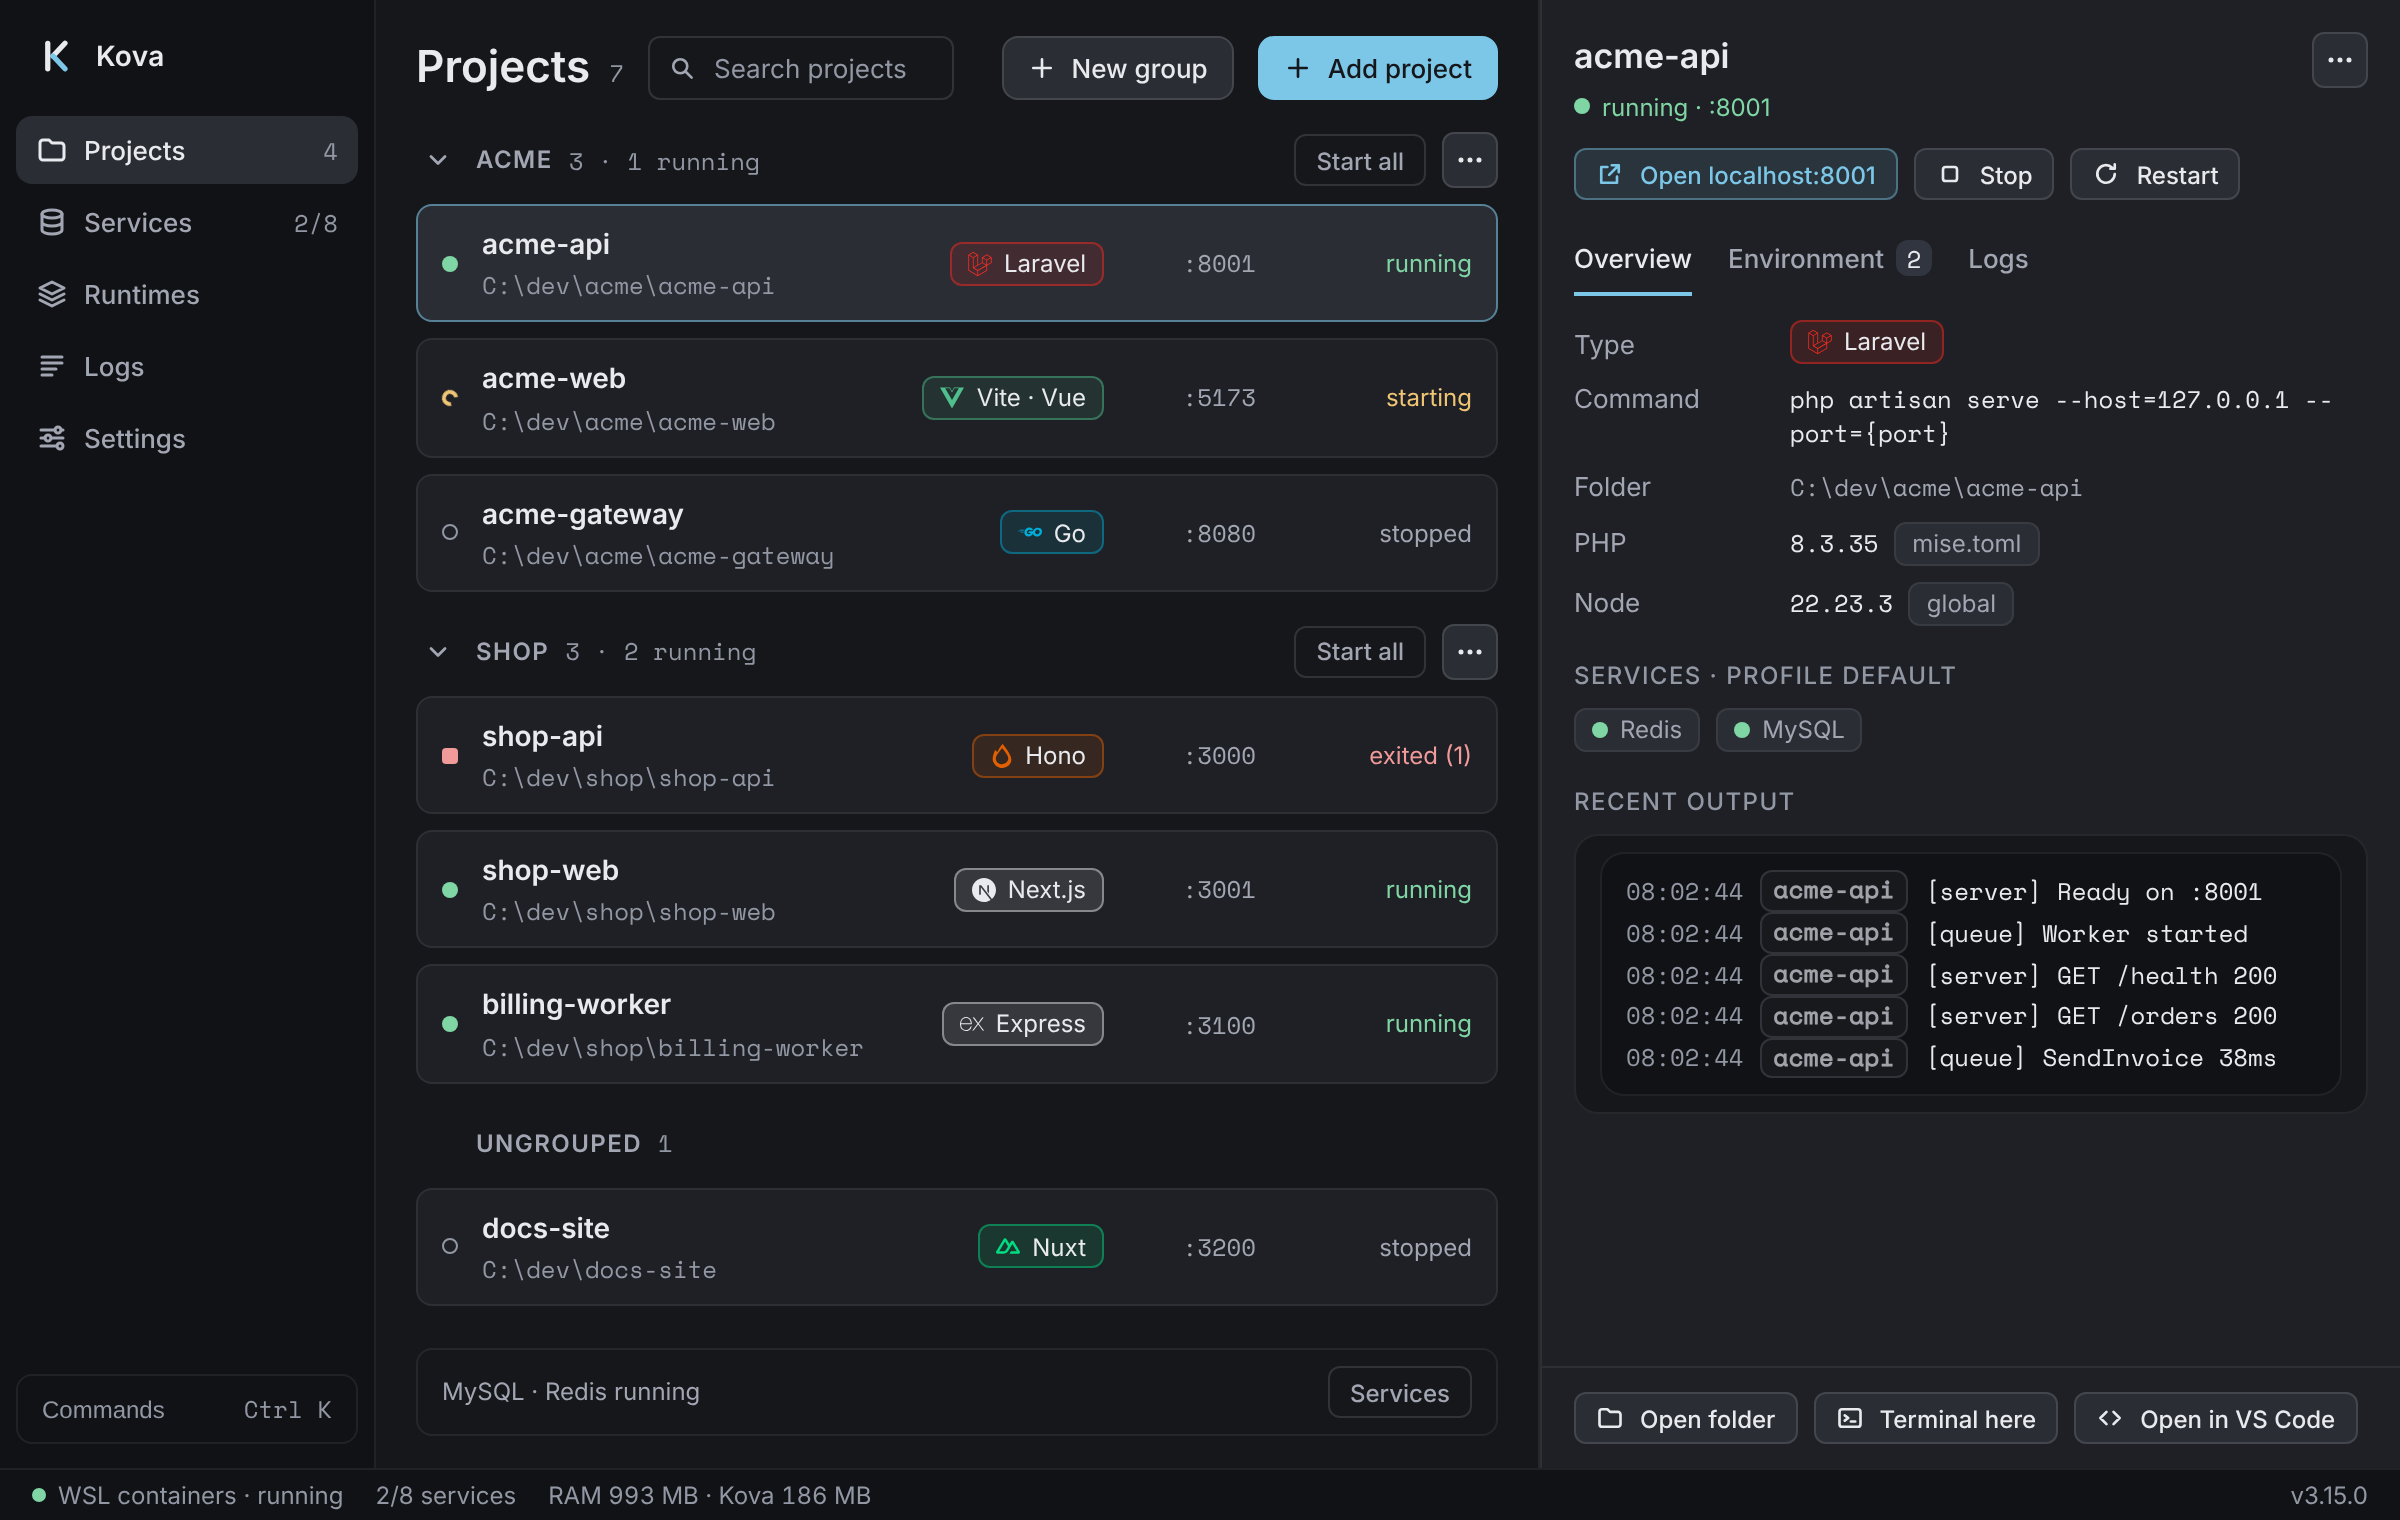 Kova
Projects 4
Services 2/8
Runtimes
Logs
Settings
Commands Ctrl K
Projects 7
Search projects
New group
Add project
ACME 3 · 1 running
Start all
acme-api
C:\dev\acme\acme-api
Laravel
:8001
running
acme-web
C:\dev\acme\acme-web
Vite · Vue
:5173
starting
acme-gateway
C:\dev\acme\acme-gateway
GO Go
:8080
stopped
SHOP 3 · 2 running
Start all
shop-api
C:\dev\shop\shop-api
Hono
:3000
exited (1)
shop-web
C:\dev\shop\shop-web
N Next.js
:3001
running
billing-worker
C:\dev\shop\billing-worker
ex Express
:3100
running
UNGROUPED 1
docs-site
C:\dev\docs-site
Nuxt
:3200
stopped
MySQL · Redis running
Services
acme-api
running · :8001
Open localhost:8001
Stop
Restart
Overview
Environment 2
Logs
Type Laravel
Command php artisan serve --host=127.0.0.1 --
port={port}
Folder C:\dev\acme\acme-api
PHP 8.3.35 mise.toml
Node 22.23.3 global
SERVICES · PROFILE DEFAULT
Redis
MySQL
RECENT OUTPUT
08:02:44 acme-api [server] Ready on :8001
08:02:44 acme-api [queue] Worker started
08:02:44 acme-api [server] GET /health 200
08:02:44 acme-api [server] GET /orders 200
08:02:44 acme-api [queue] SendInvoice 38ms
Open folder
Terminal here
Open in VS Code
WSL containers · running
2/8 services
RAM 993 MB · Kova 186 MB
v3.15.0